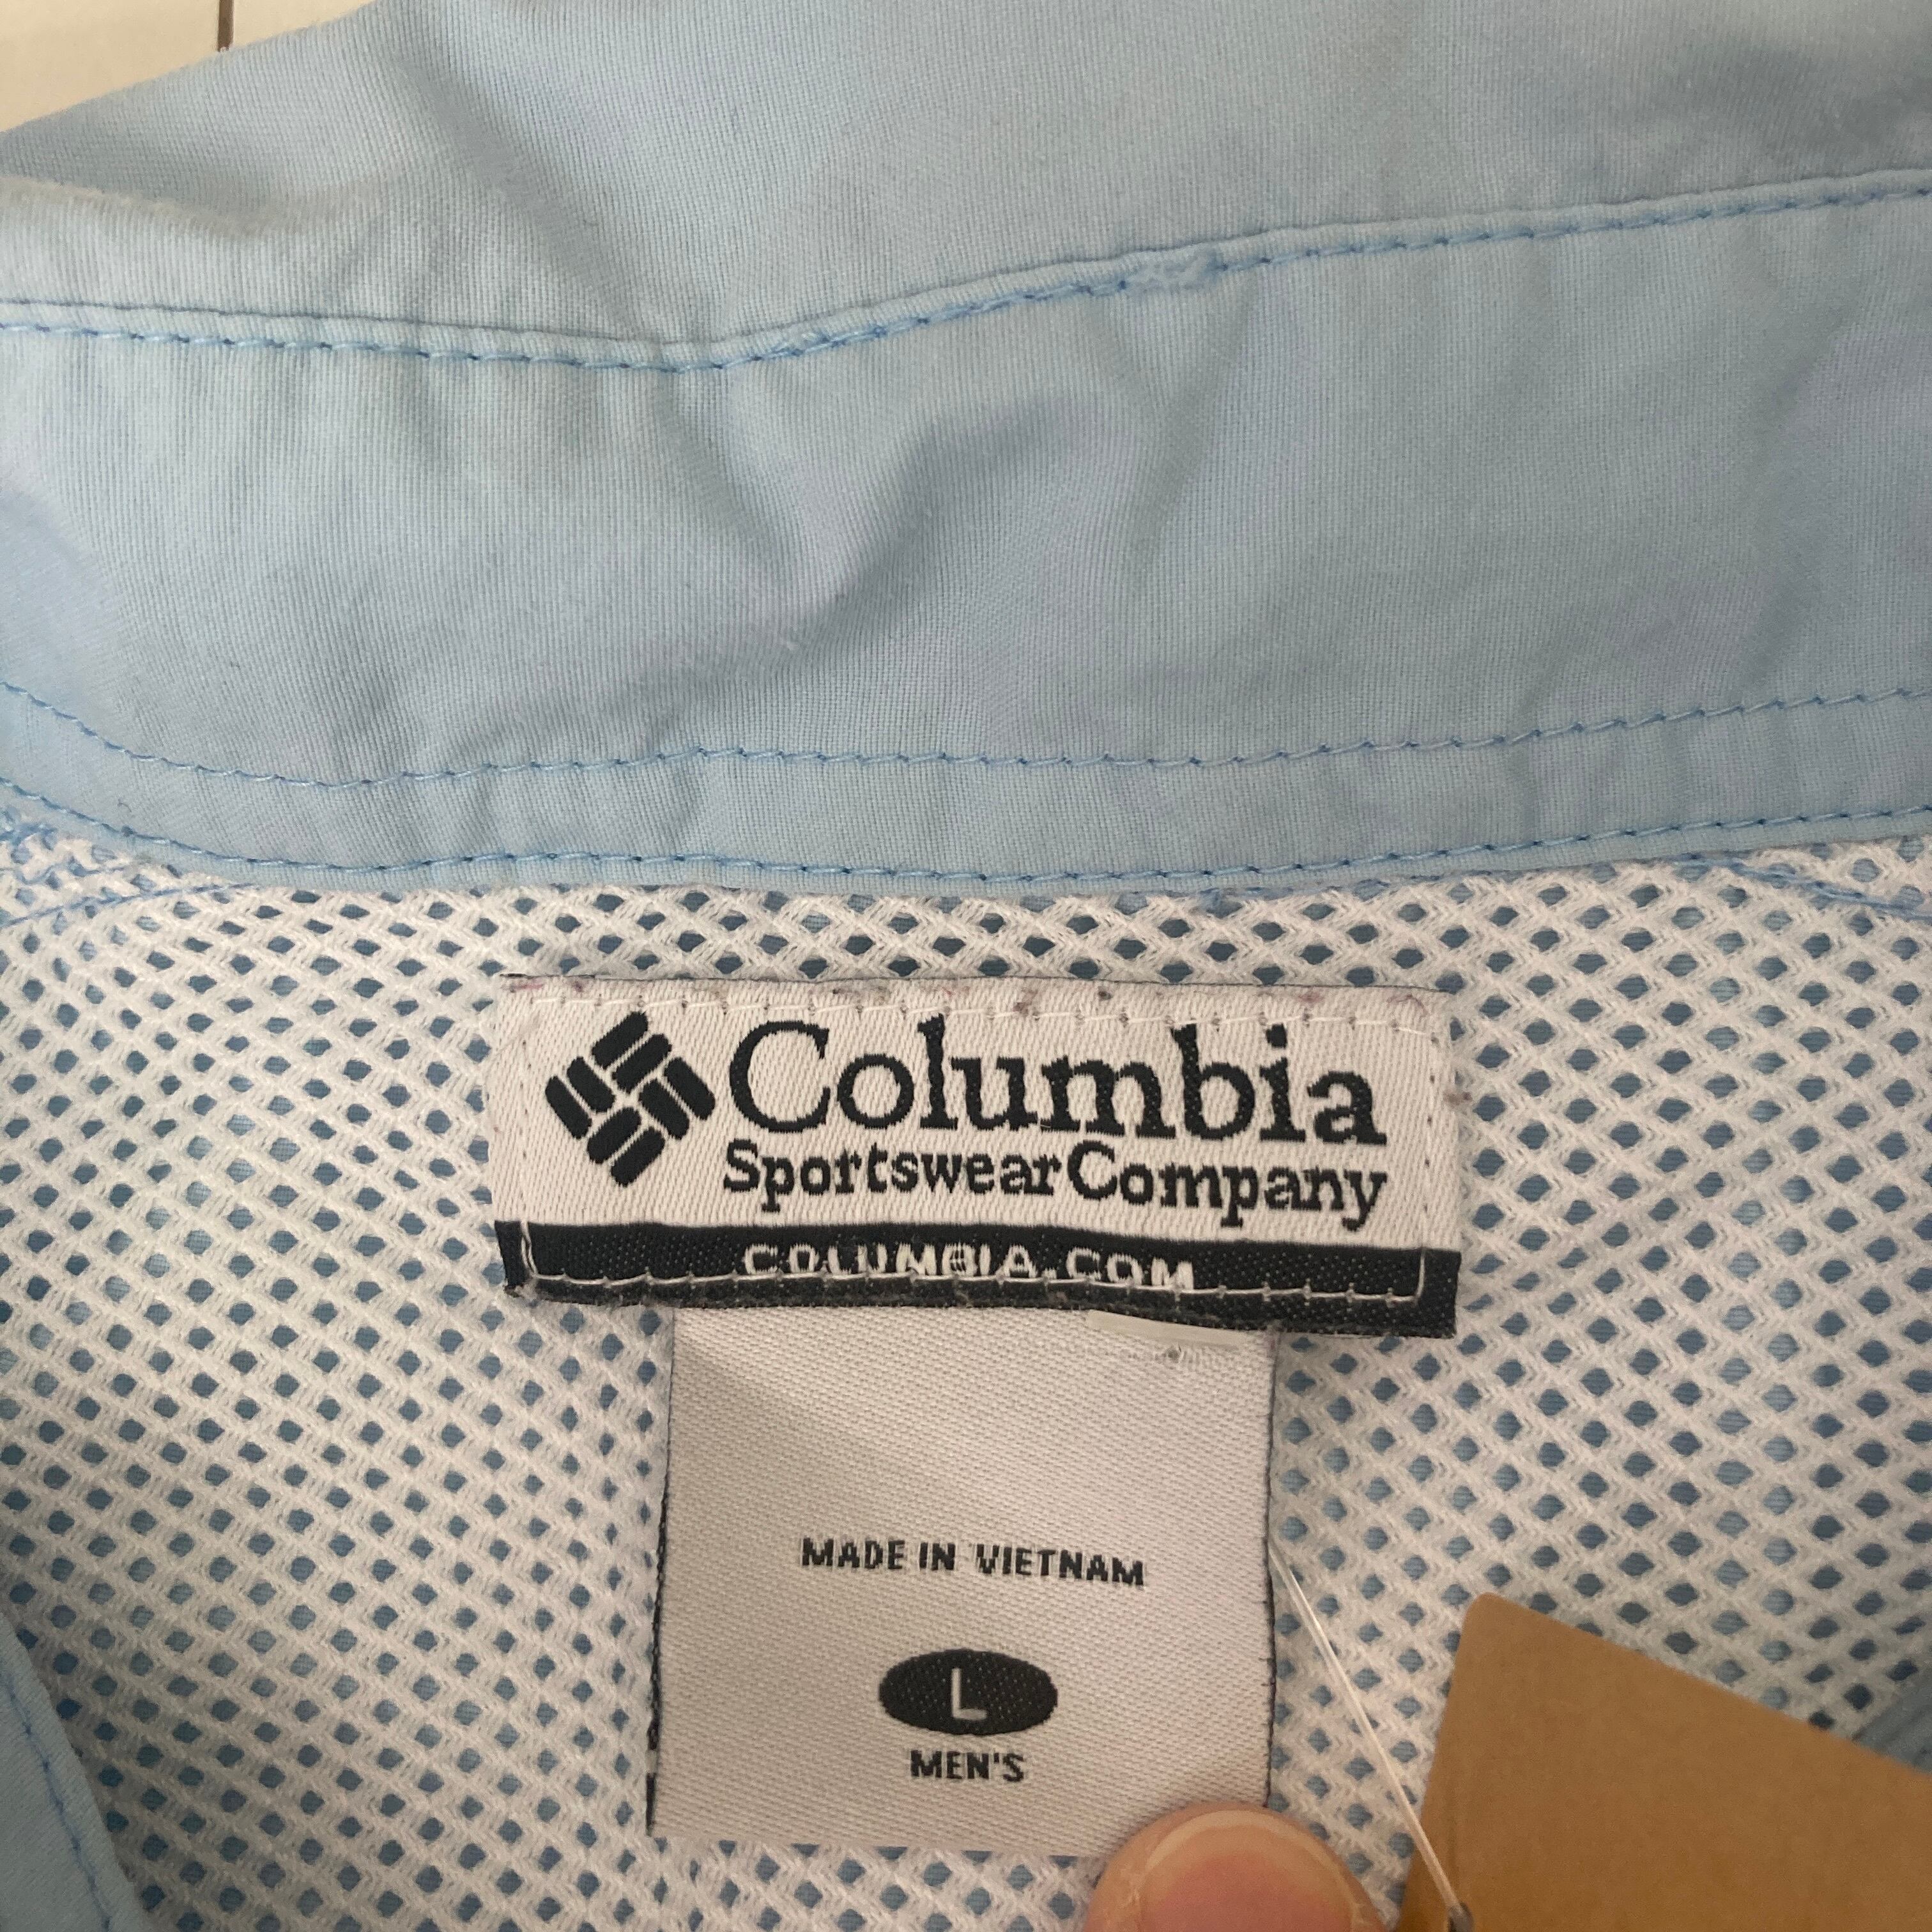 Columbia
Sportswear Company
COLUMBIA.COM
MADE IN VIETNAM
L
MEN'S